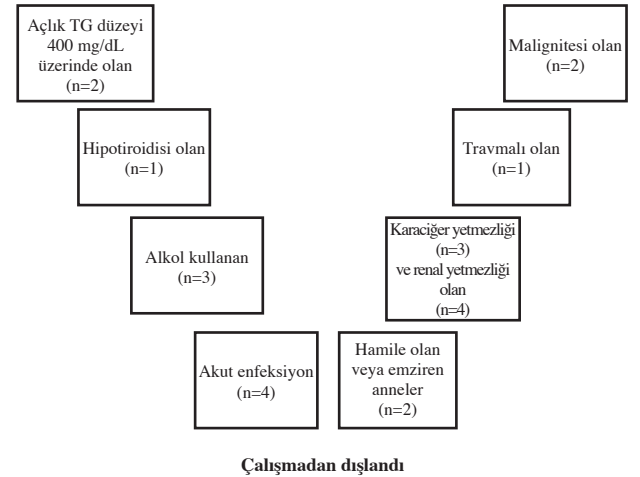 Açlık TG düzeyi
400 mg/dL
üzerinde olan
(n=2)
Malignitesi olan
(n=2)
Hipotiroidisi olan
(n=1)
Travmalı olan
(n=1)
Alkol kullanan
(n=3)
Karaciğer yetmezliği
(n=3)
ve renal yetmezliği
olan
(n=4)
Akut enfeksiyon
(n=4)
Hamile olan
veya emziren
anneler
(n=2)
Çalışmadan dışlandı